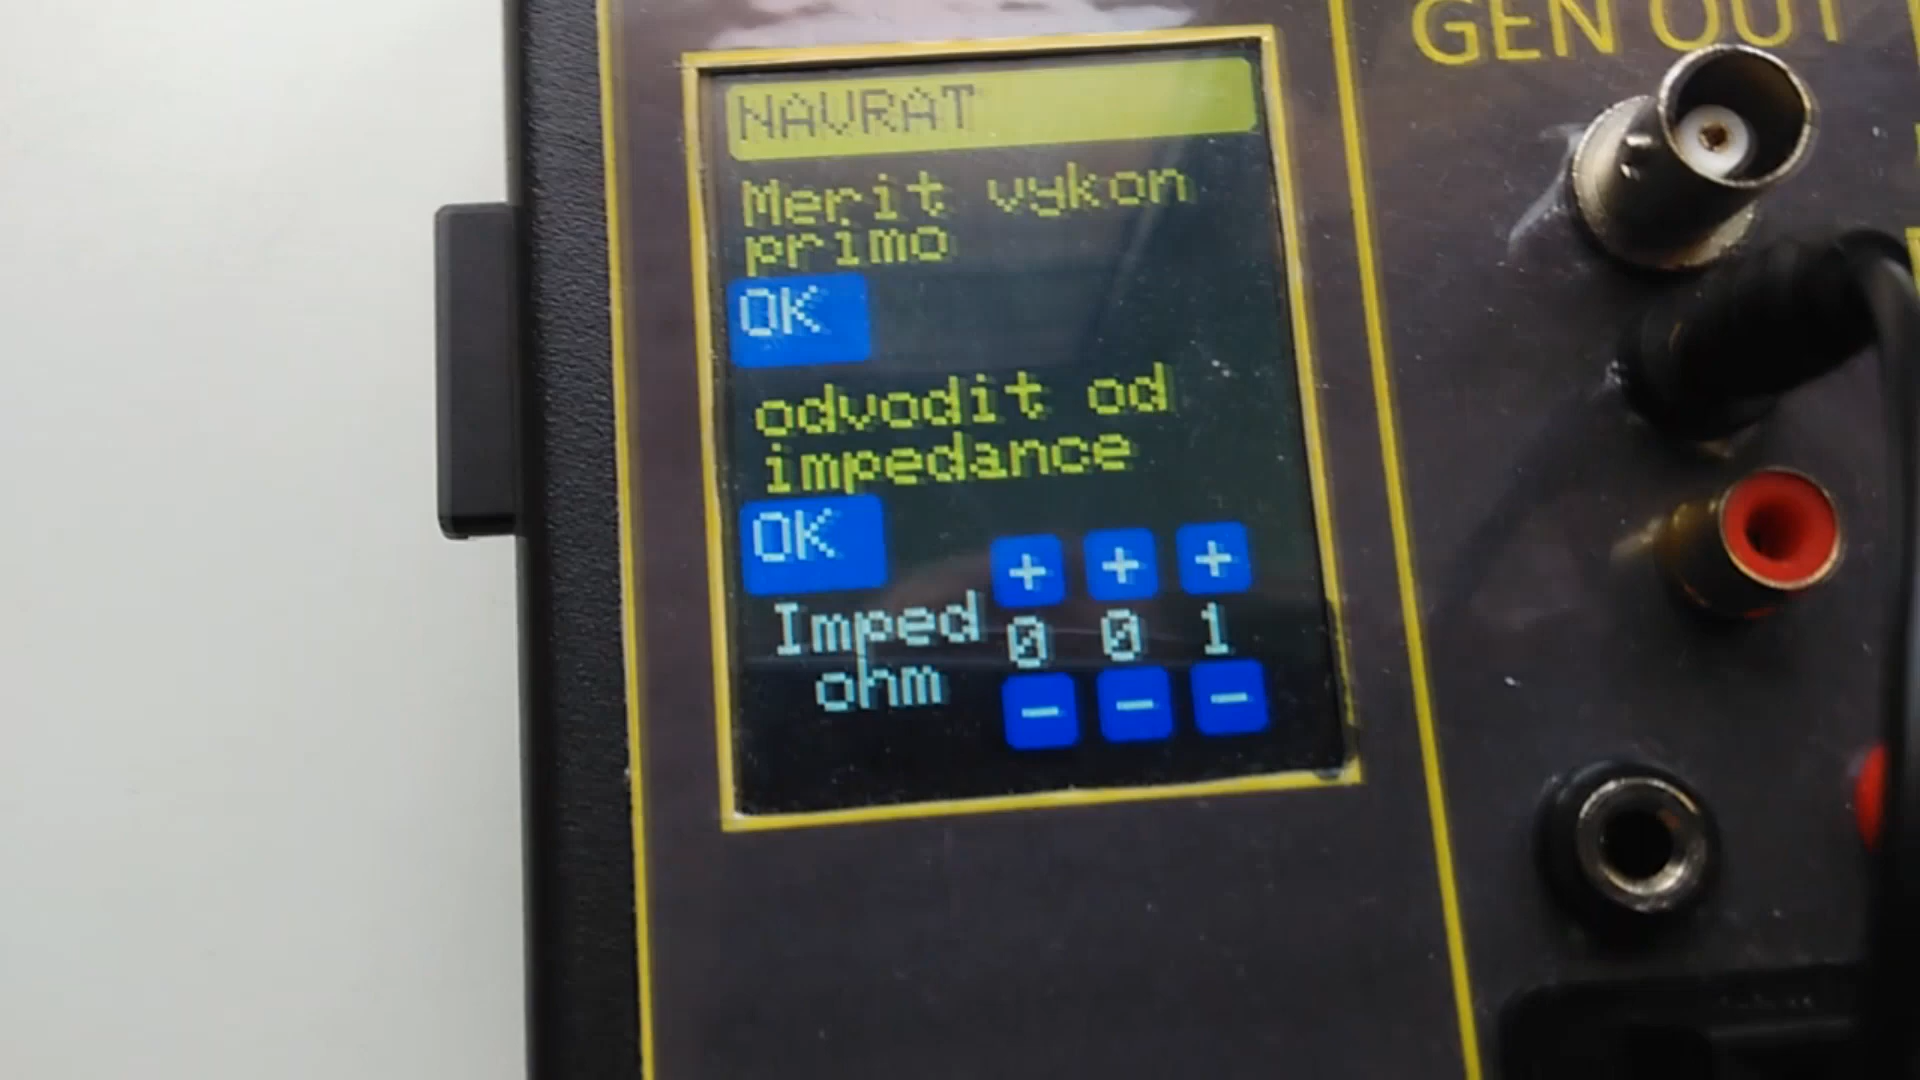 GEN OUT
NAVRAT
Merit vykon
primo
OK
odvodit od
impedance
OK
+ + +
Imped 0 0 1
ohm
- - -